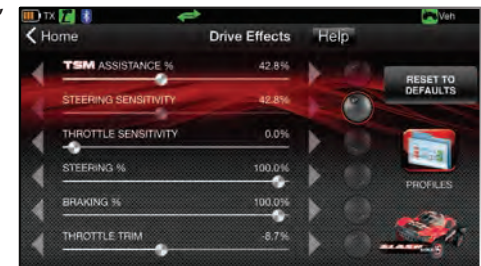 TX Veh
Home Drive Effects Help
TSM ASSISTANCE % 42.8%
RESET TO DEFAULTS
STEERING SENSITIVITY 42.8%
THROTTLE SENSITIVITY 0.0%
STEERING % 100.0%
PROFILES
BRAKING % 100.0%
THROTTLE TRIM -8.7%
SLASH